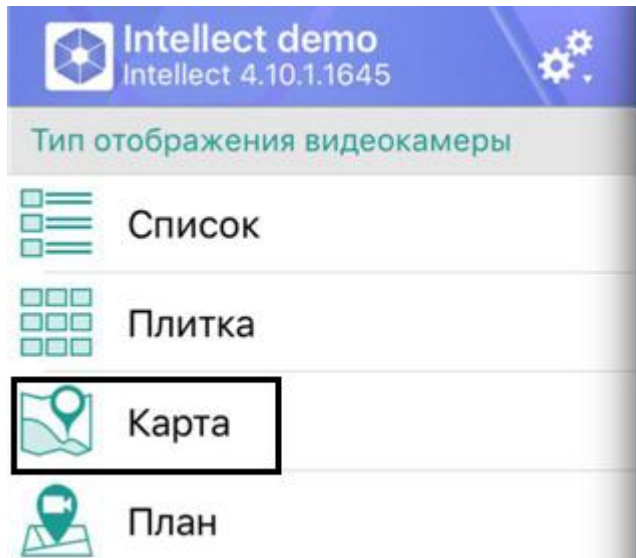 Intellect demo
Intellect 4.10.1.1645
Тип отображения видеокамеры
Список
Плитка
Карта
План